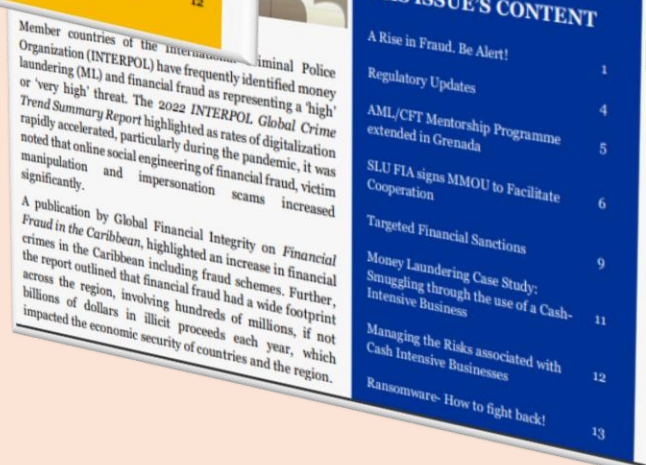 12
Member countries of the International Criminal Police
Organization (INTERPOL) have frequently identified money
laundering (ML) and financial fraud as representing a 'high'
or 'very high' threat. The 2022 INTERPOL Global Crime
Trend Summary Report highlighted as rates of digitalization
rapidly accelerated, particularly during the pandemic, it was
noted that online social engineering of financial fraud, victim
manipulation and impersonation scams increased
significantly.
A publication by Global Financial Integrity on Financial
Fraud in the Caribbean, highlighted an increase in financial
crimes in the Caribbean including fraud schemes. Further,
the report outlined that financial fraud had a wide footprint
across the region, involving hundreds of millions, if not
billions of dollars in illicit proceeds each year, which
impacted the economic security of countries and the region.
ISSUE'S CONTENT
A Rise in Fraud. Be Alert! 1
Regulatory Updates 4
AML/CFT Mentorship Programme
extended in Grenada 5
SLU FIA signs MMOU to Facilitate
Cooperation 6
Targeted Financial Sanctions 9
Money Laundering Case Study:
Smuggling through the use of a Cash-
Intensive Business 11
Managing the Risks associated with
Cash Intensive Businesses 12
Ransomware- How to fight back! 13